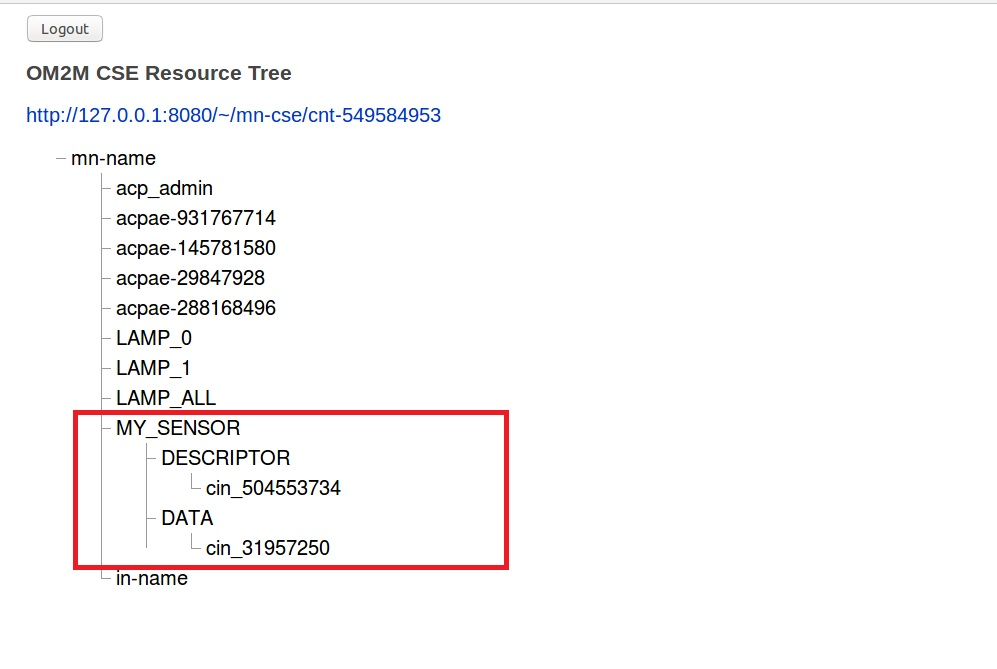 Logout
OM2M CSE Resource Tree
http://127.0.0.1:8080/~/mn-cse/cnt-549584953
mn-name
acp_admin
acpae-931767714
acpae-145781580
acpae-29847928
acpae-288168496
LAMP_0
LAMP_1
LAMP_ALL
MY_SENSOR
DESCRIPTOR
cin_504553734
DATA
cin_31957250
in-name